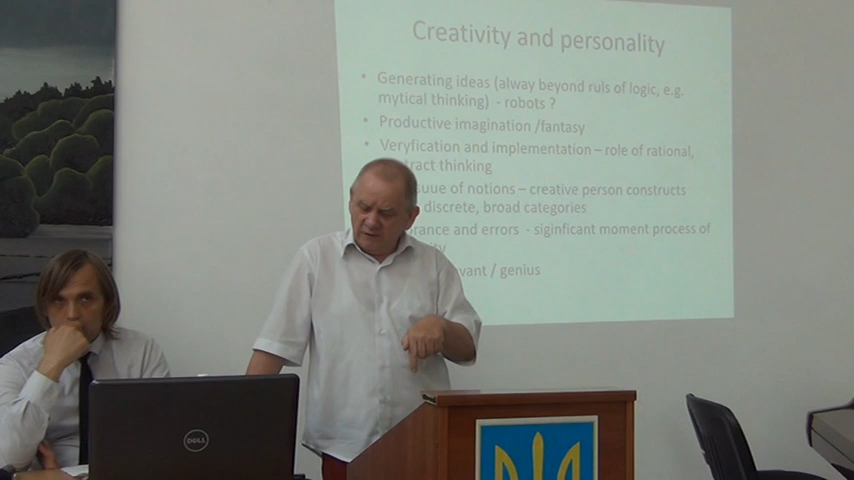 Creativity and personality
• Generating ideas (alway beyond ruls of logic, e.g.
mytical thinking) - robots ?
• Productive imagination /fantasy
• Veryfication and implementation – role of rational,
tract thinking
suue of notions – creative person constructs
discrete, broad categories
rance and errors - siginficant moment process of
vant / genius
DELL